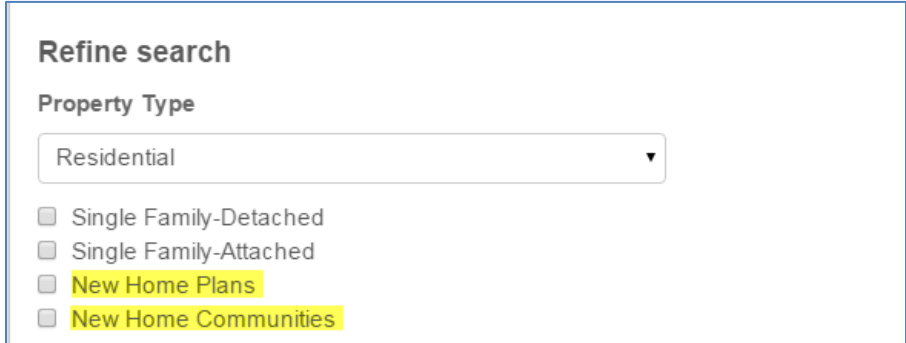 Refine search
Property Type
Residential
Single Family-Detached
Single Family-Attached
New Home Plans
New Home Communities